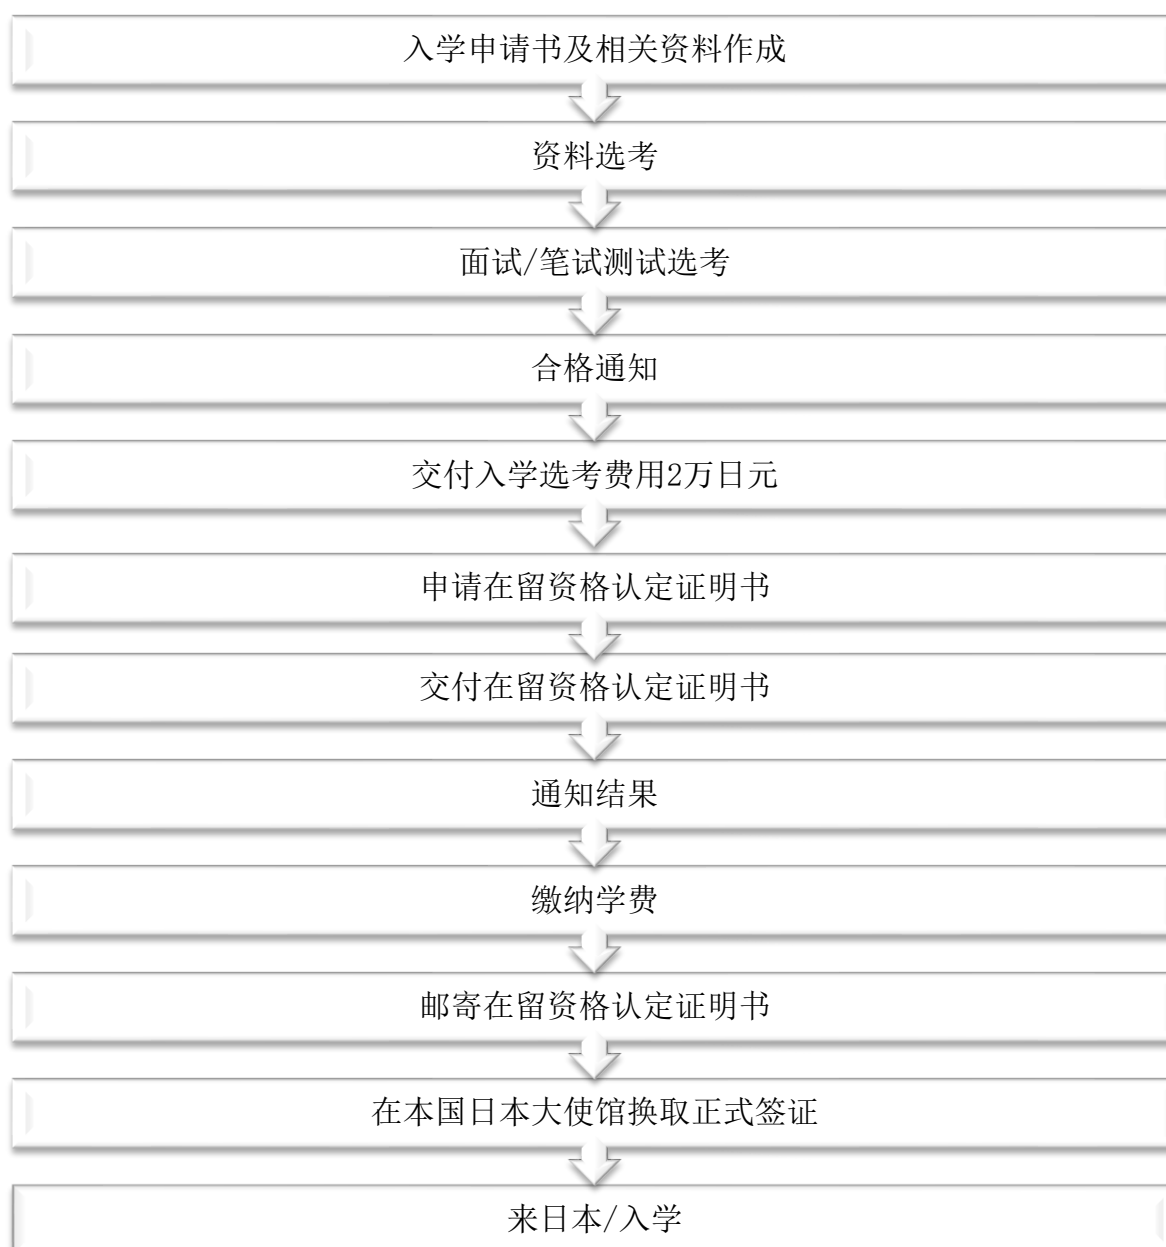 入学申请书及相关资料作成
资料选考
面试/笔试测试选考
合格通知
交付入学选考费用2万日元
申请在留资格认定证明书
交付在留资格认定证明书
通知结果
缴纳学费
邮寄在留资格认定证明书
在本国日本大使馆换取正式签证
来日本/入学